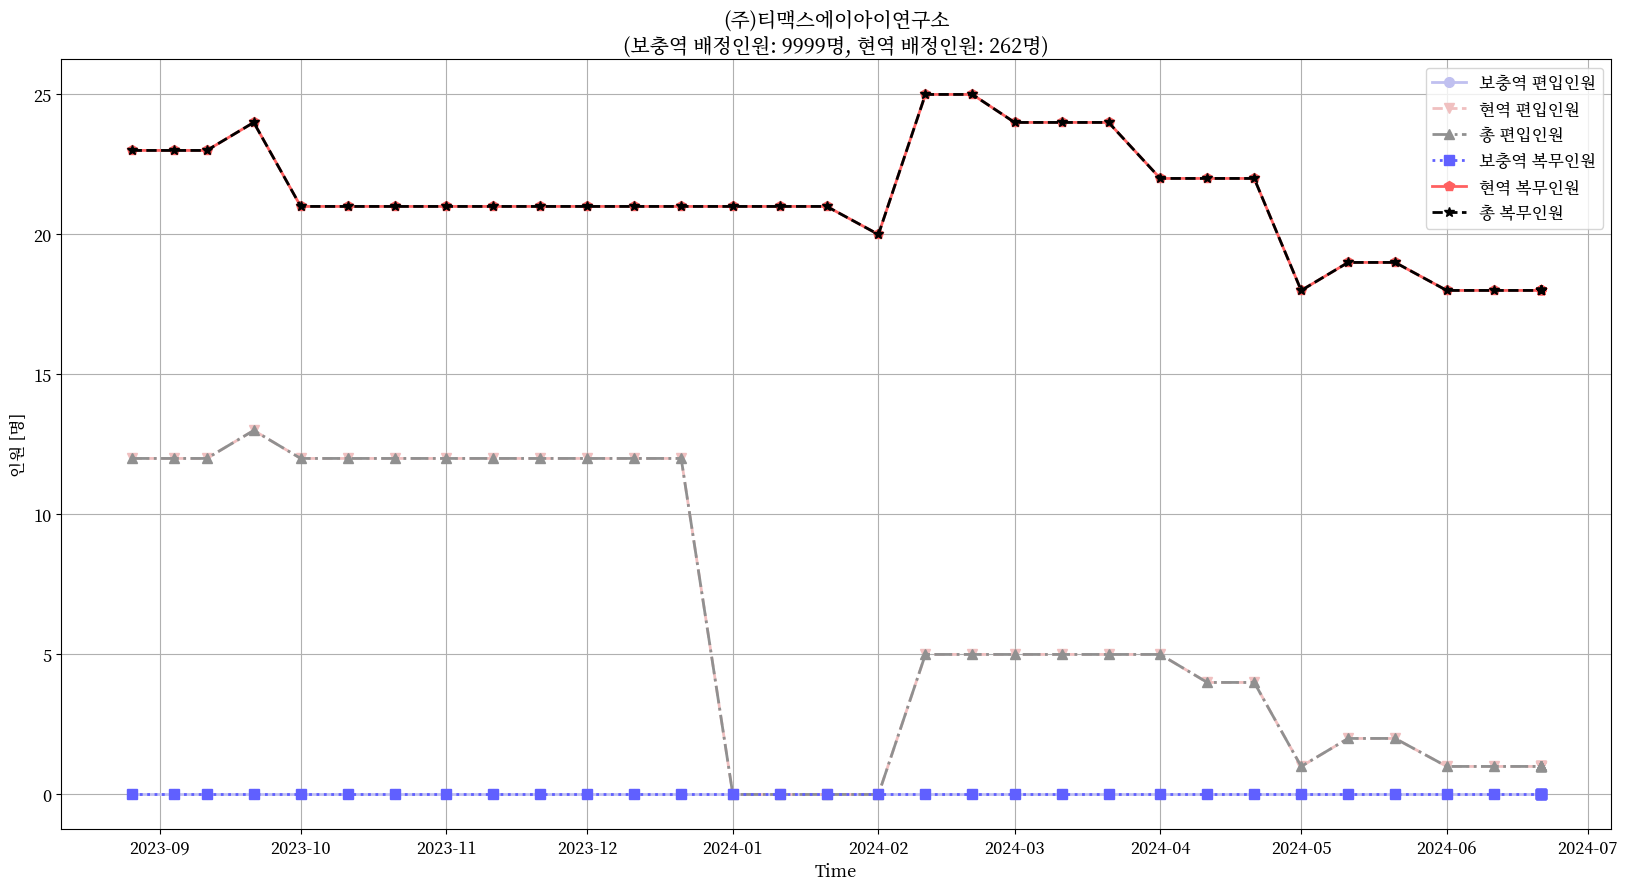 (주)티맥스에이아이연구소
(보충역 배정인원: 9999명, 현역 배정인원: 262명)
보충역 편입인원
현역 편입인원
총 편입인원
보충역 복무인원
현역 복무인원
총 복무인원
인원 [명]
25
20
15
10
5
0
2023-09
2023-10
2023-11
2023-12
2024-01
2024-02
2024-03
2024-04
2024-05
2024-06
2024-07
Time